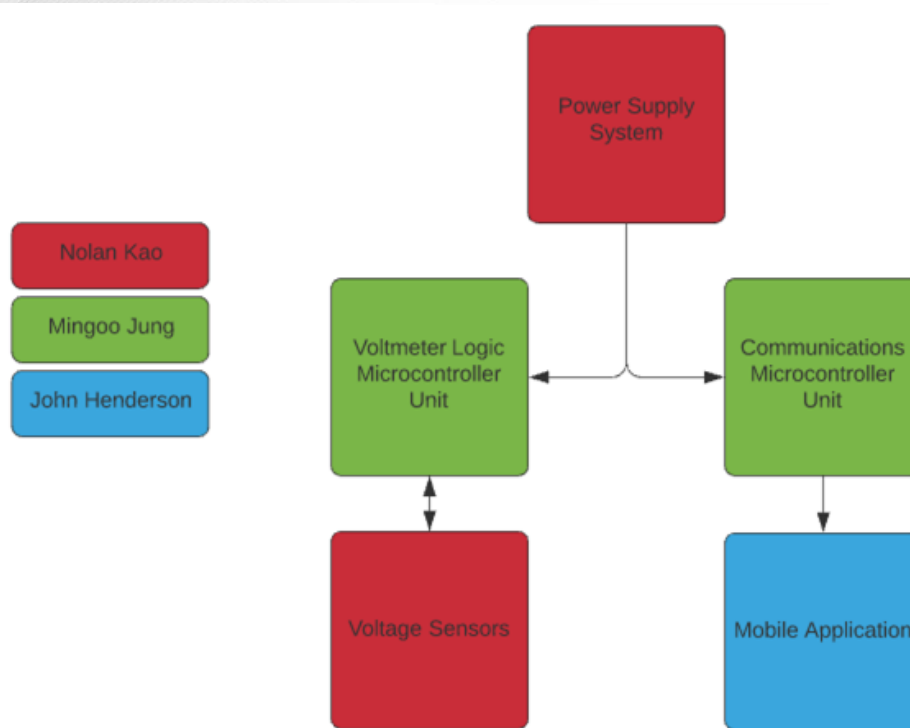 Power Supply
System
Nolan Kao
Mingoo Jung
John Henderson
Voltmeter Logic
Microcontroller
Unit
Communications
Microcontroller
Unit
Voltage Sensors
Mobile Application